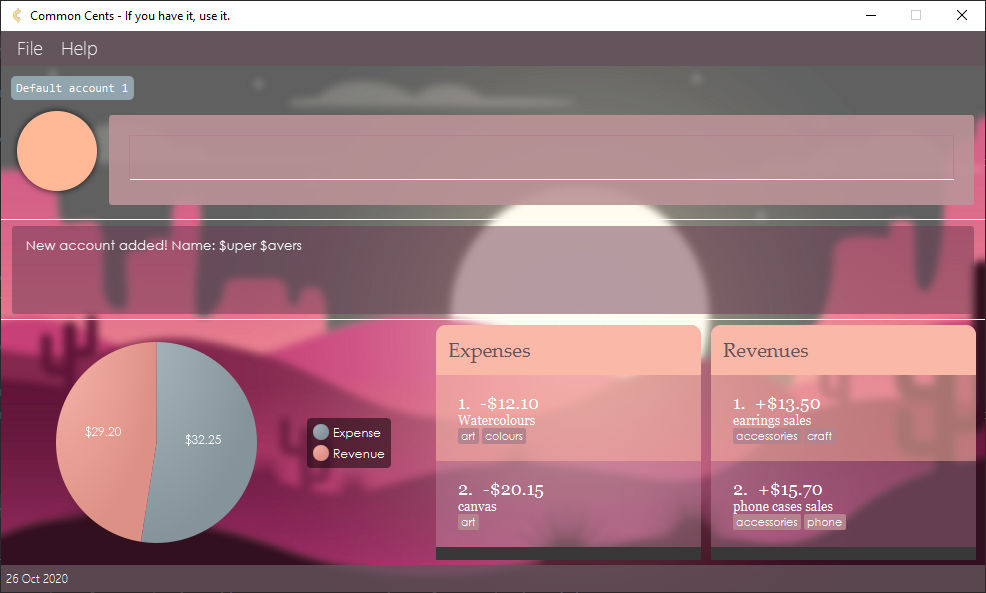 Common Cents - If you have it, use it.
File Help
Default account 1
New account added! Name: $uper $avers
$29.20
$32.25
Expense
Revenue
Expenses
1. -$12.10
Watercolours
art colours
2. -$20.15
canvas
art
Revenues
1. +$13.50
earrings sales
accessories craft
2. +$15.70
phone cases sales
accessories phone
26 Oct 2020